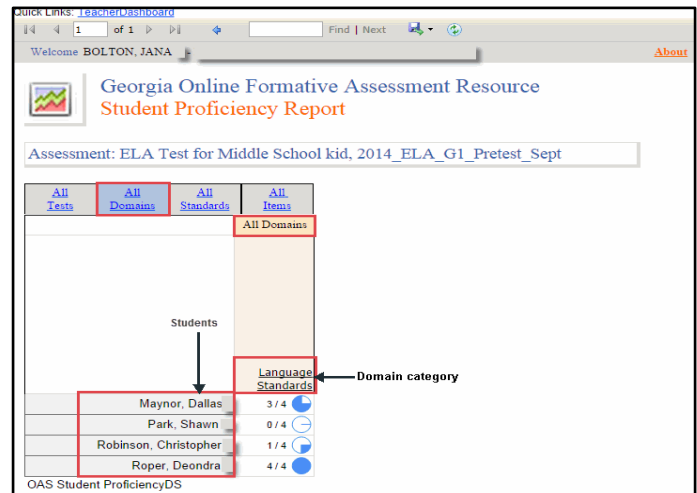 Quick Links: TeacherDashboard
1 of 1 Find | Next
Welcome BOLTON, JANA
About
Georgia Online Formative Assessment Resource
Student Proficiency Report
Assessment: ELA Test for Middle School kid, 2014_ELA_G1_Pretest_Sept
All Tests All Domains All Standards All Items
All Domains
Students
Language Standards
Domain category
Maynor, Dallas 3 / 4
Park, Shawn 0 / 4
Robinson, Christopher 1 / 4
Roper, Deondra 4 / 4
OAS Student ProficiencyDS